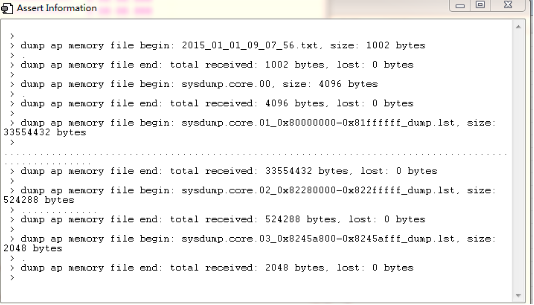 Assert Information
>
> dump ap memory file begin: 2015_01_01_09_07_56.txt, size: 1002 bytes
> .
> dump ap memory file end: total received: 1002 bytes, lost: 0 bytes
>
> dump ap memory file begin: sysdump.core.00, size: 4096 bytes
> .
> dump ap memory file end: total received: 4096 bytes, lost: 0 bytes
>
> dump ap memory file begin: sysdump.core.01_0x80000000-0x81ffffff_dump.lst, size:
33554432 bytes
>
................................................................................
..............
> dump ap memory file end: total received: 33554432 bytes, lost: 0 bytes
>
> dump ap memory file begin: sysdump.core.02_0x82280000-0x822fffff_dump.lst, size:
524288 bytes
> ..............
> dump ap memory file end: total received: 524288 bytes, lost: 0 bytes
>
> dump ap memory file begin: sysdump.core.03_0x8245a800-0x8245afff_dump.lst, size:
2048 bytes
> .
> dump ap memory file end: total received: 2048 bytes, lost: 0 bytes
>